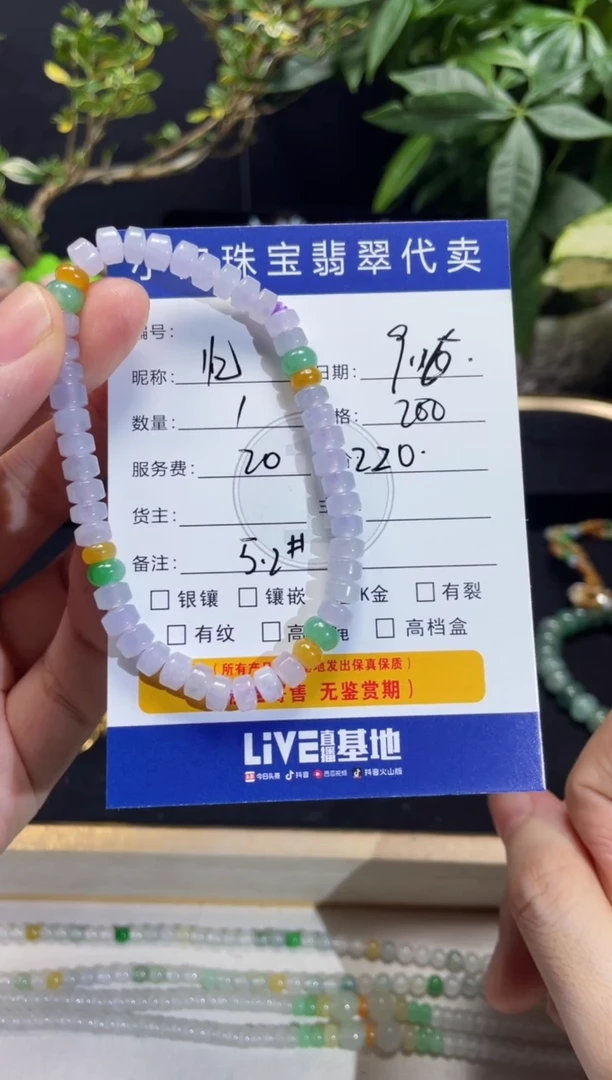 珠宝翡翠代卖
编号:
昵称: 日期: 9.16.
数量: 1 格: 200
服务费: 20 220.
货主:
备注: 5.2#
□ 银镶 □ 镶嵌 K金 □ 有裂
□ 有纹 □ 高 □ 高档盒
(所有产品 地发出保真保质)
售 无鉴赏期)
LiVE直播基地
今日头条 抖音 西瓜视频 抖音火山版